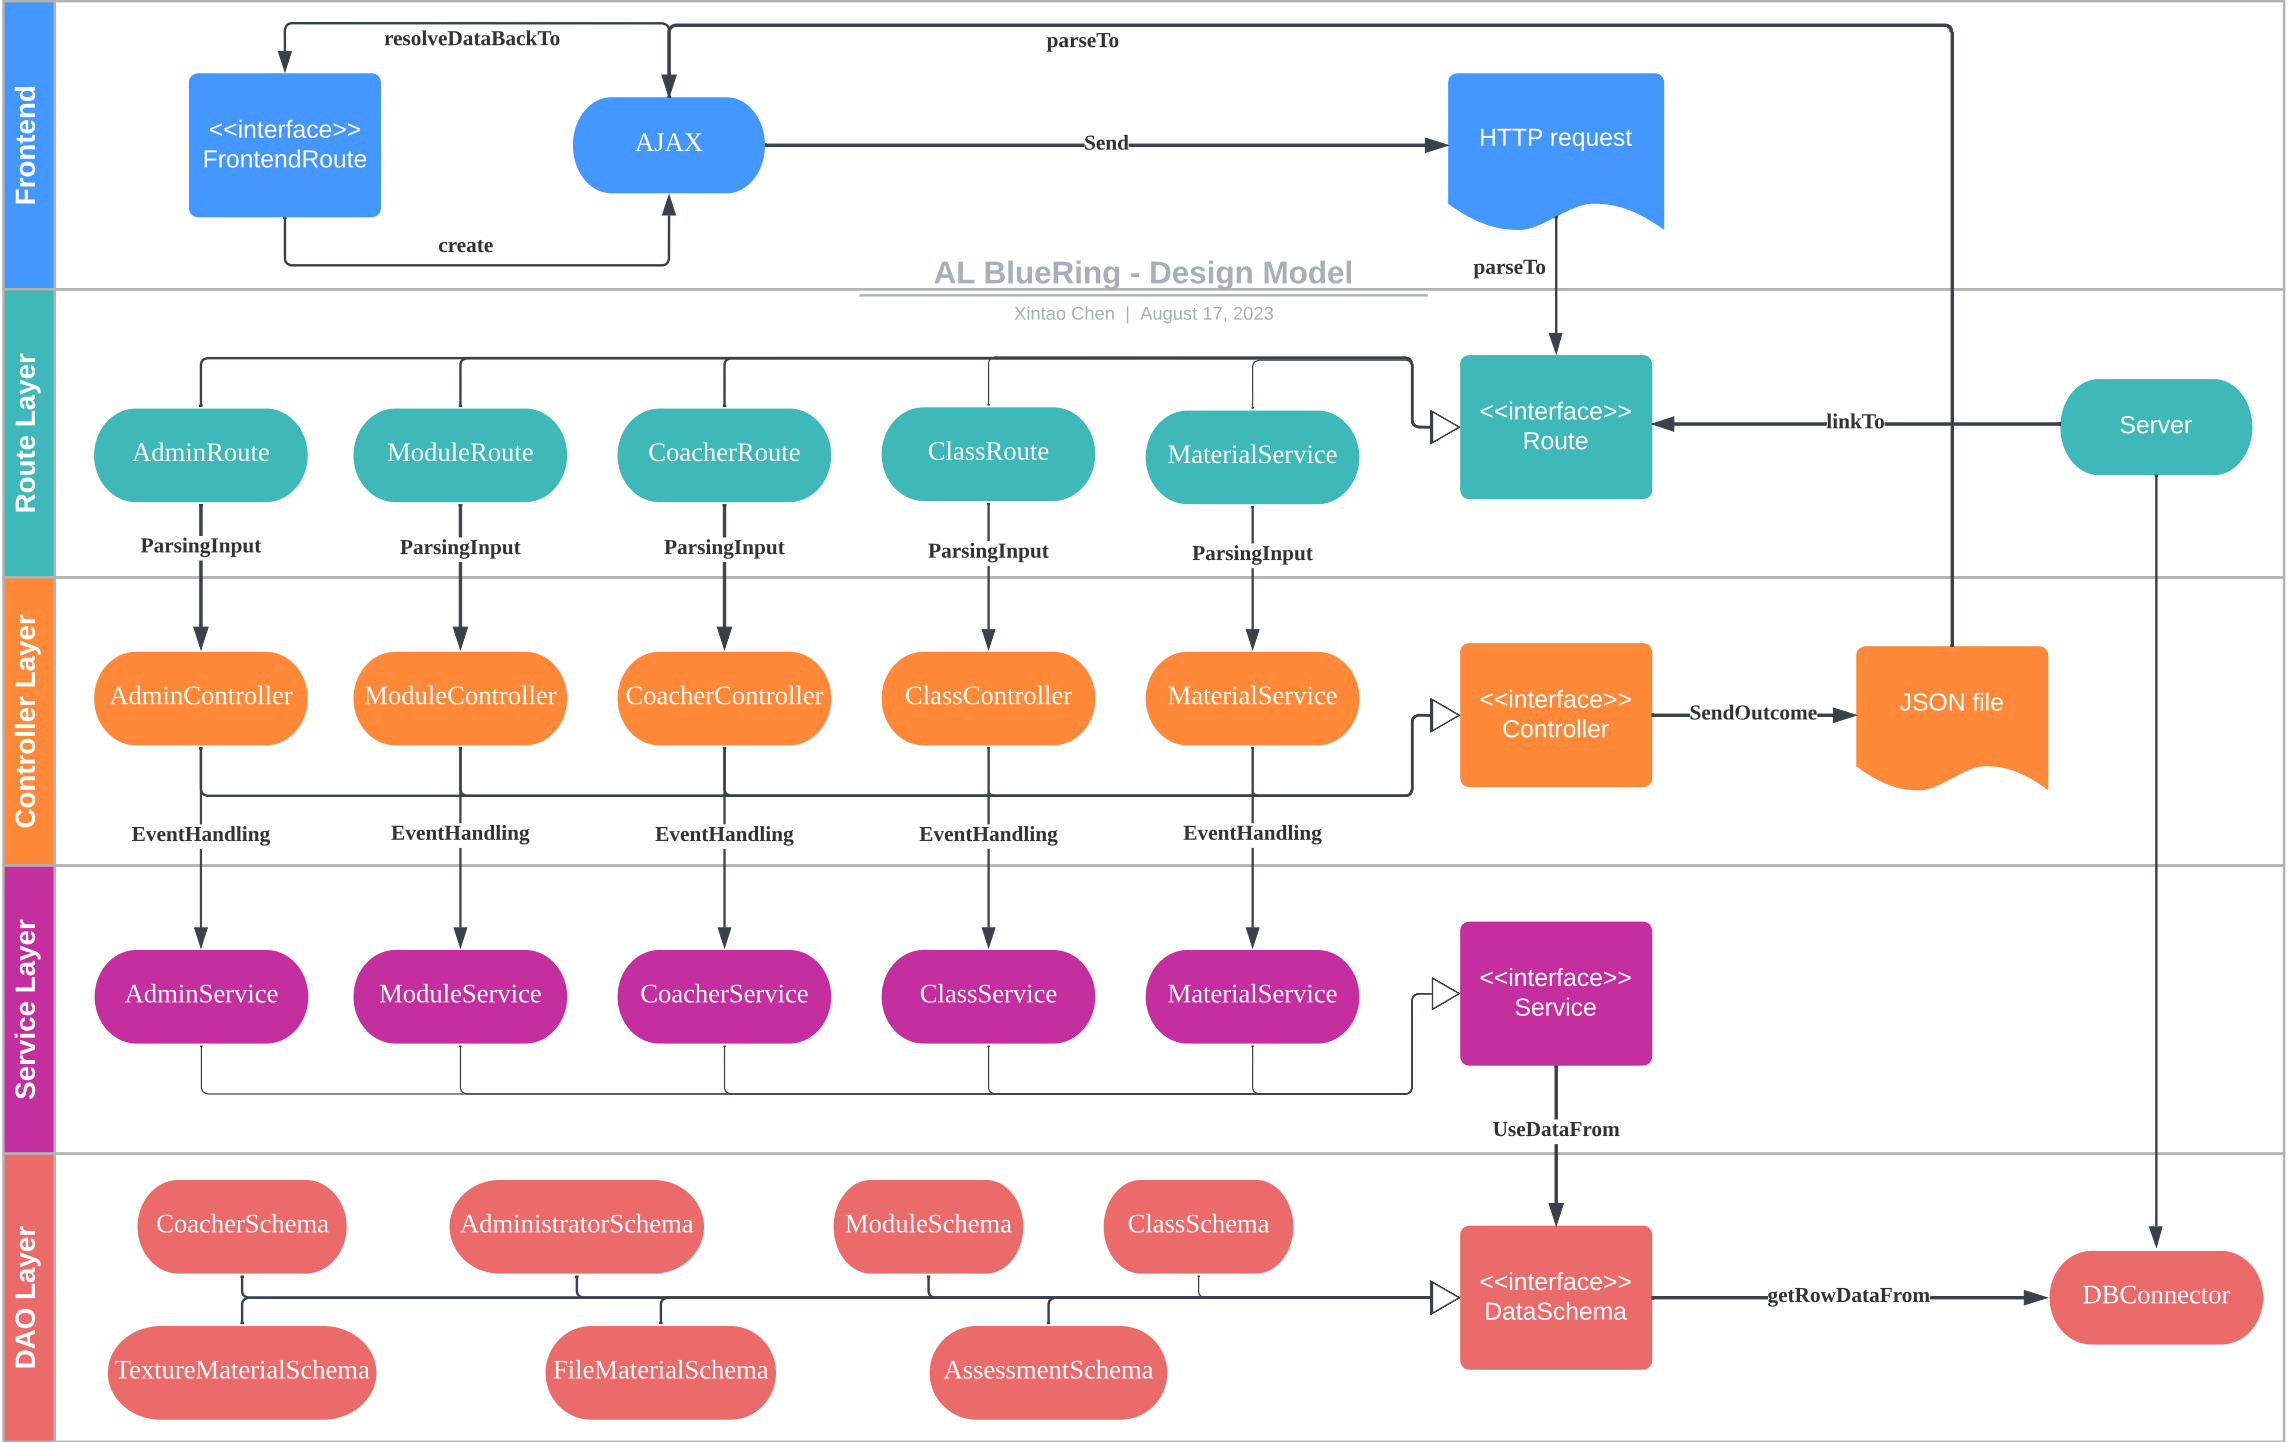 Frontend
resolveDataBackTo
parseTo
<<interface>>
FrontendRoute
AJAX
Send
HTTP request
create
parseTo
AL BlueRing - Design Model
Xintao Chen | August 17, 2023
Route Layer
AdminRoute
ModuleRoute
CoacherRoute
ClassRoute
MaterialService
<<interface>>
Route
linkTo
Server
ParsingInput
ParsingInput
ParsingInput
ParsingInput
ParsingInput
Controller Layer
AdminController
ModuleController
CoacherController
ClassController
MaterialService
<<interface>>
Controller
SendOutcome
JSON file
EventHandling
EventHandling
EventHandling
EventHandling
EventHandling
Service Layer
AdminService
ModuleService
CoacherService
ClassService
MaterialService
<<interface>>
Service
UseDataFrom
DAO Layer
CoacherSchema
AdministratorSchema
ModuleSchema
ClassSchema
<<interface>>
DataSchema
getRowDataFrom
DBConnector
TextureMaterialSchema
FileMaterialSchema
AssessmentSchema